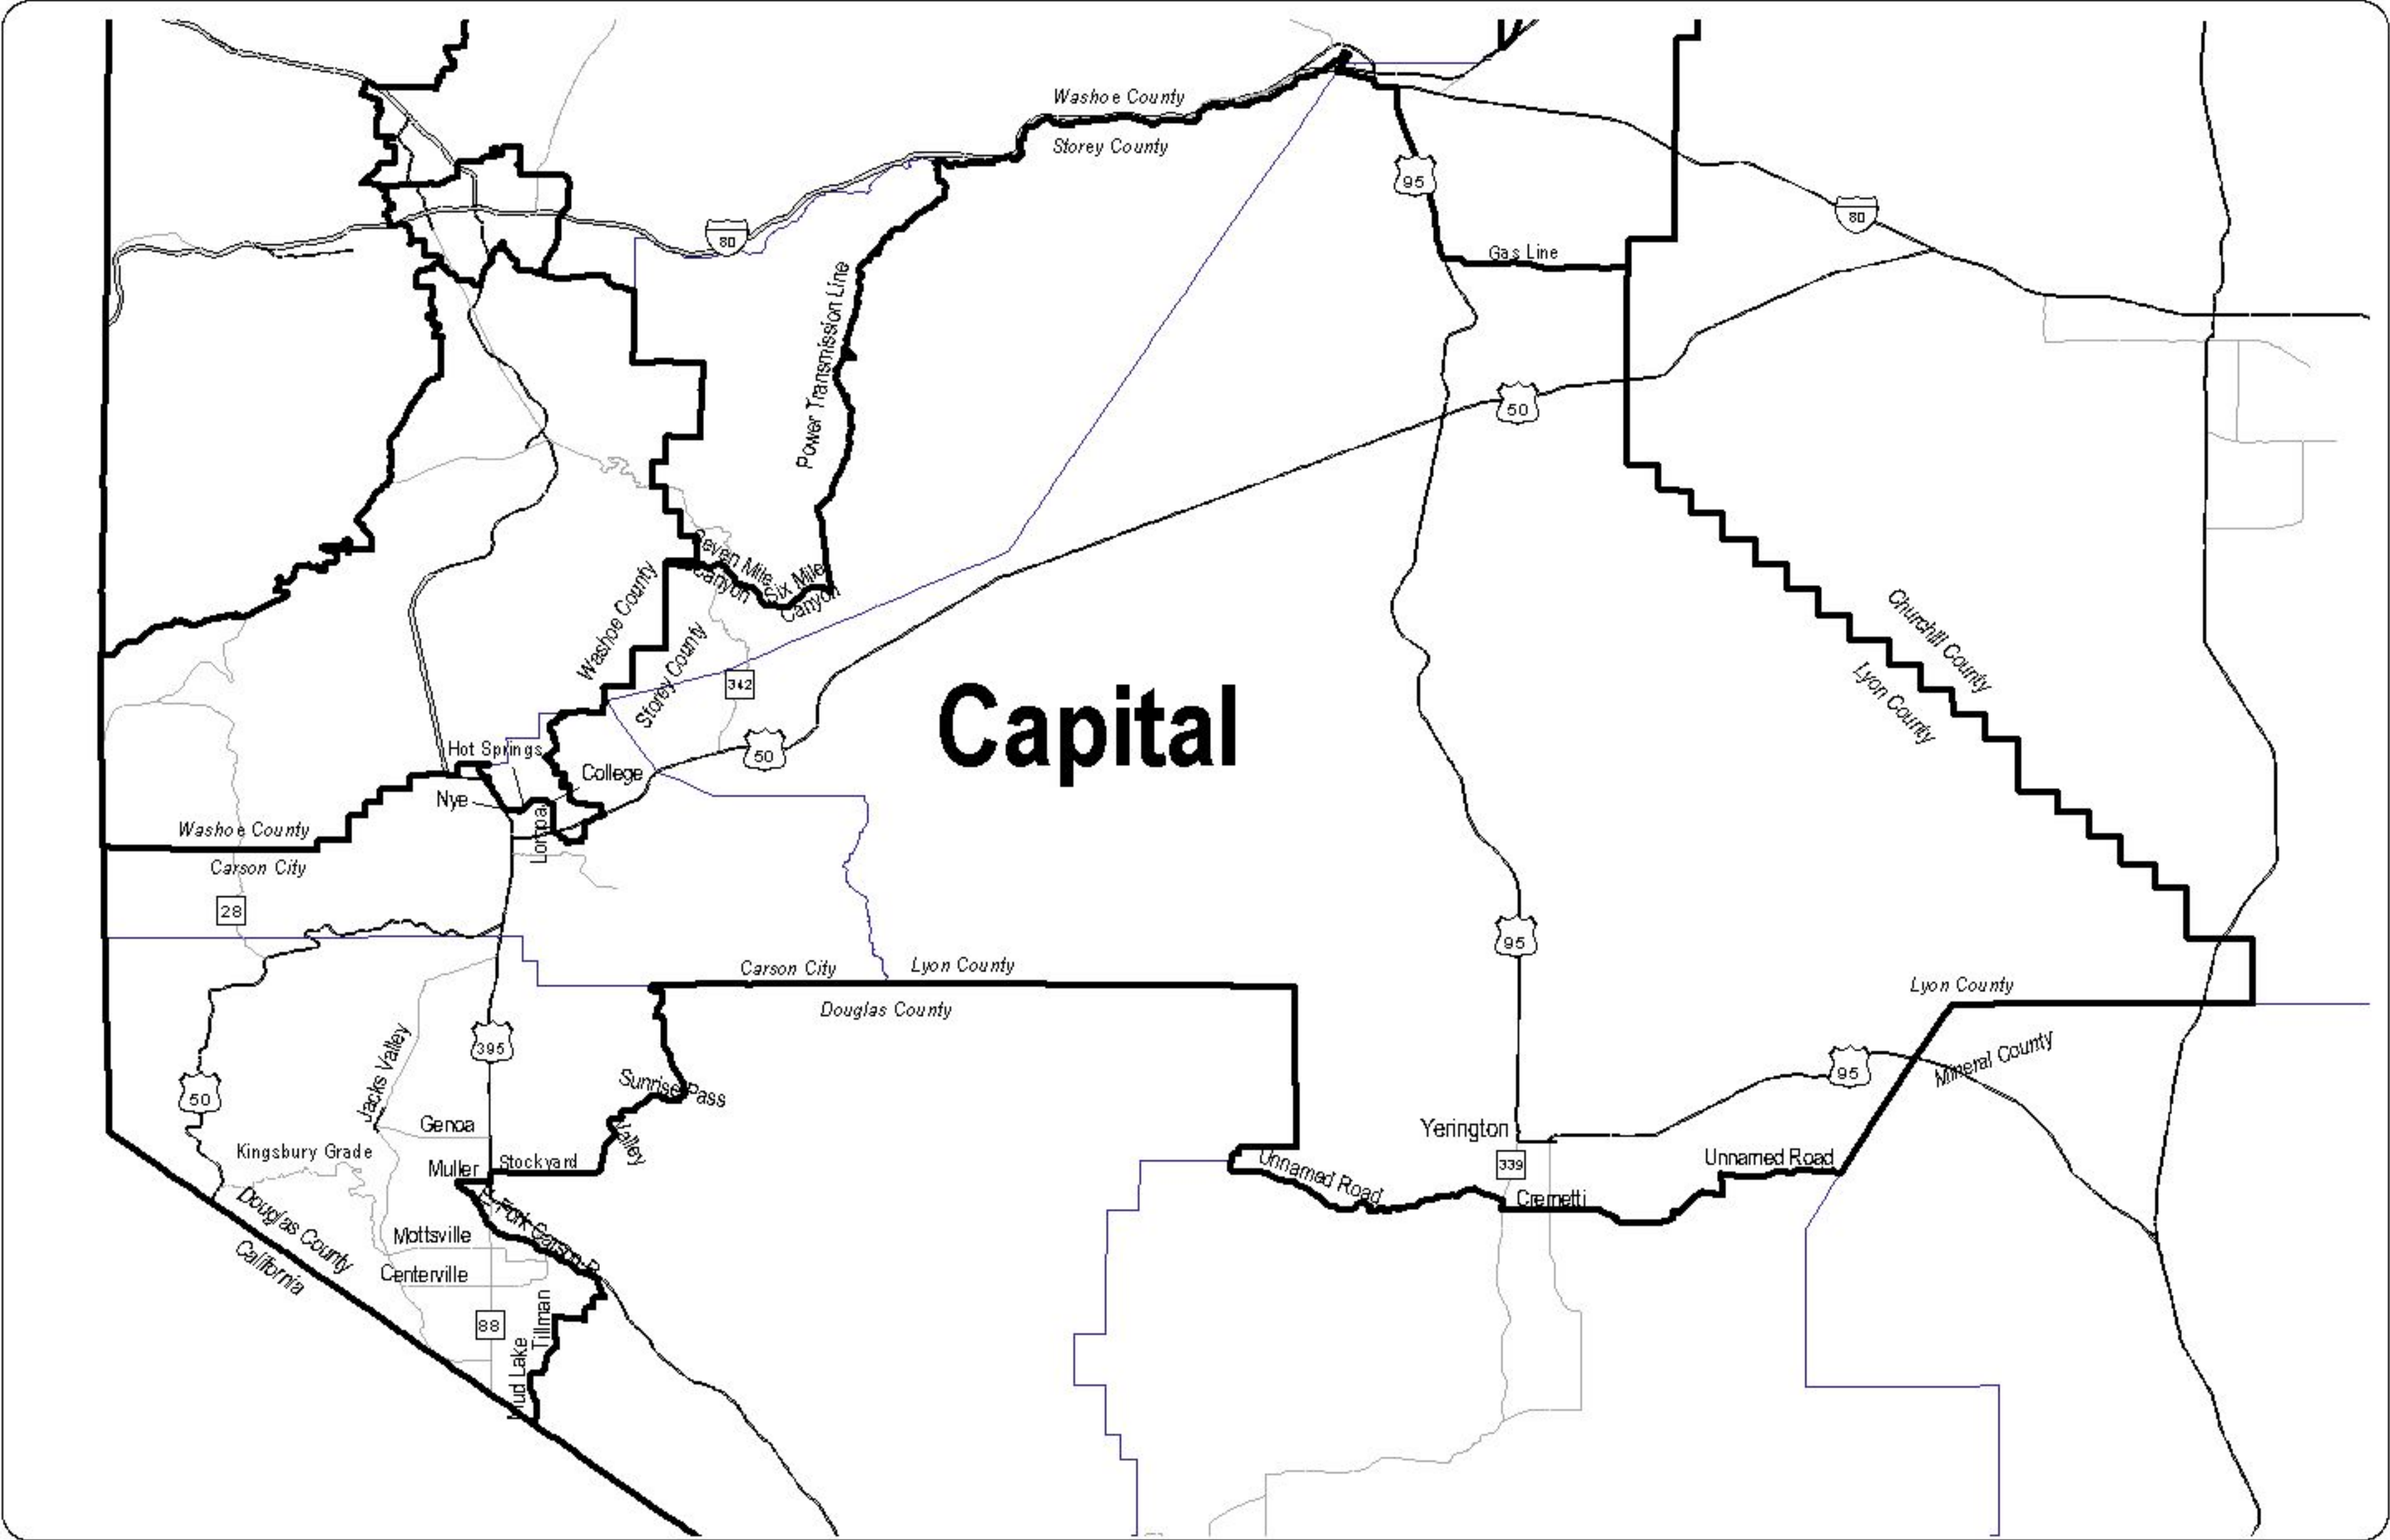 Washoe County
Storey County
95
80
80
Gas Line
Power Transmission Line
50
Seven Mile
Canyon
Six Mile
Canyon
Washoe County
Storey County
Churchill County
Lyon County
342
Capital
50
Hot Springs
College
Nye
Lompa
Washoe County
Carson City
28
95
Carson City
Lyon County
Douglas County
Lyon County
Mineral County
395
Jacks Valley
50
Sunrise Pass
Valley
Genoa
Kingsbury Grade
Muller
Stockyard
Yerington
95
339
Unnamed Road
Unnamed Road
Cremetti
E Fork Carson R
Douglas County
California
Mottsville
Centerville
Tillman
88
Mud Lake